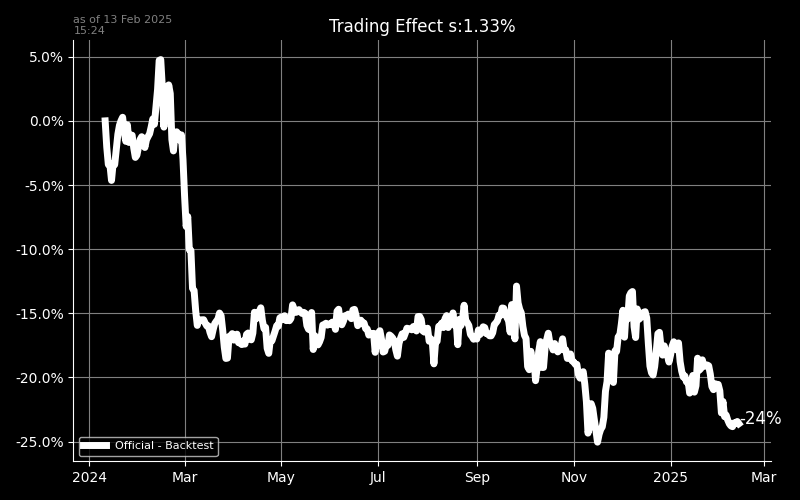 as of 13 Feb 2025
15:24
Trading Effect s:1.33%
5.0%
0.0%
-5.0%
-10.0%
-15.0%
-20.0%
-25.0%
-24%
Official - Backtest
2024 Mar May Jul Sep Nov 2025 Mar